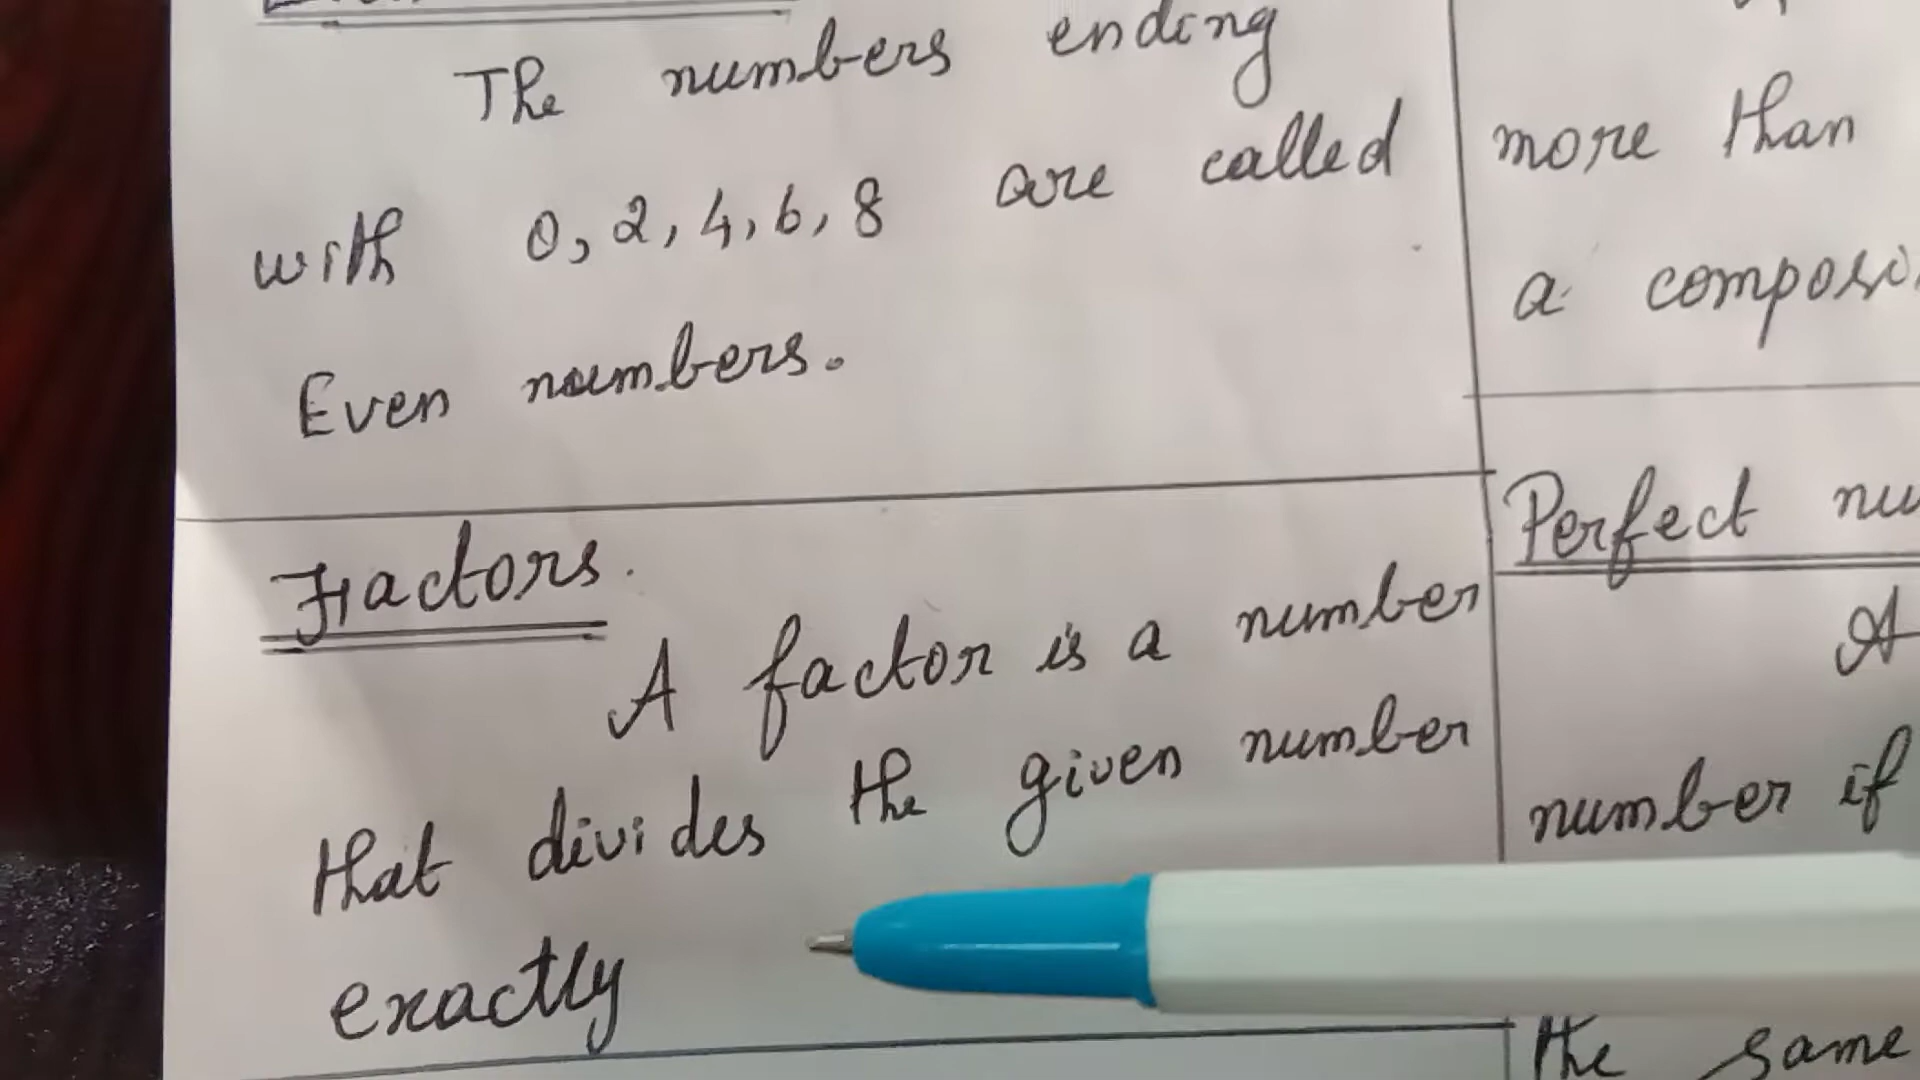 The numbers ending
with 0, 2, 4, 6, 8 are called
Even numbers.
Factors.
A factor is a number
that divides the given number
exactly
more than
a
Perfect
A
number if
the same